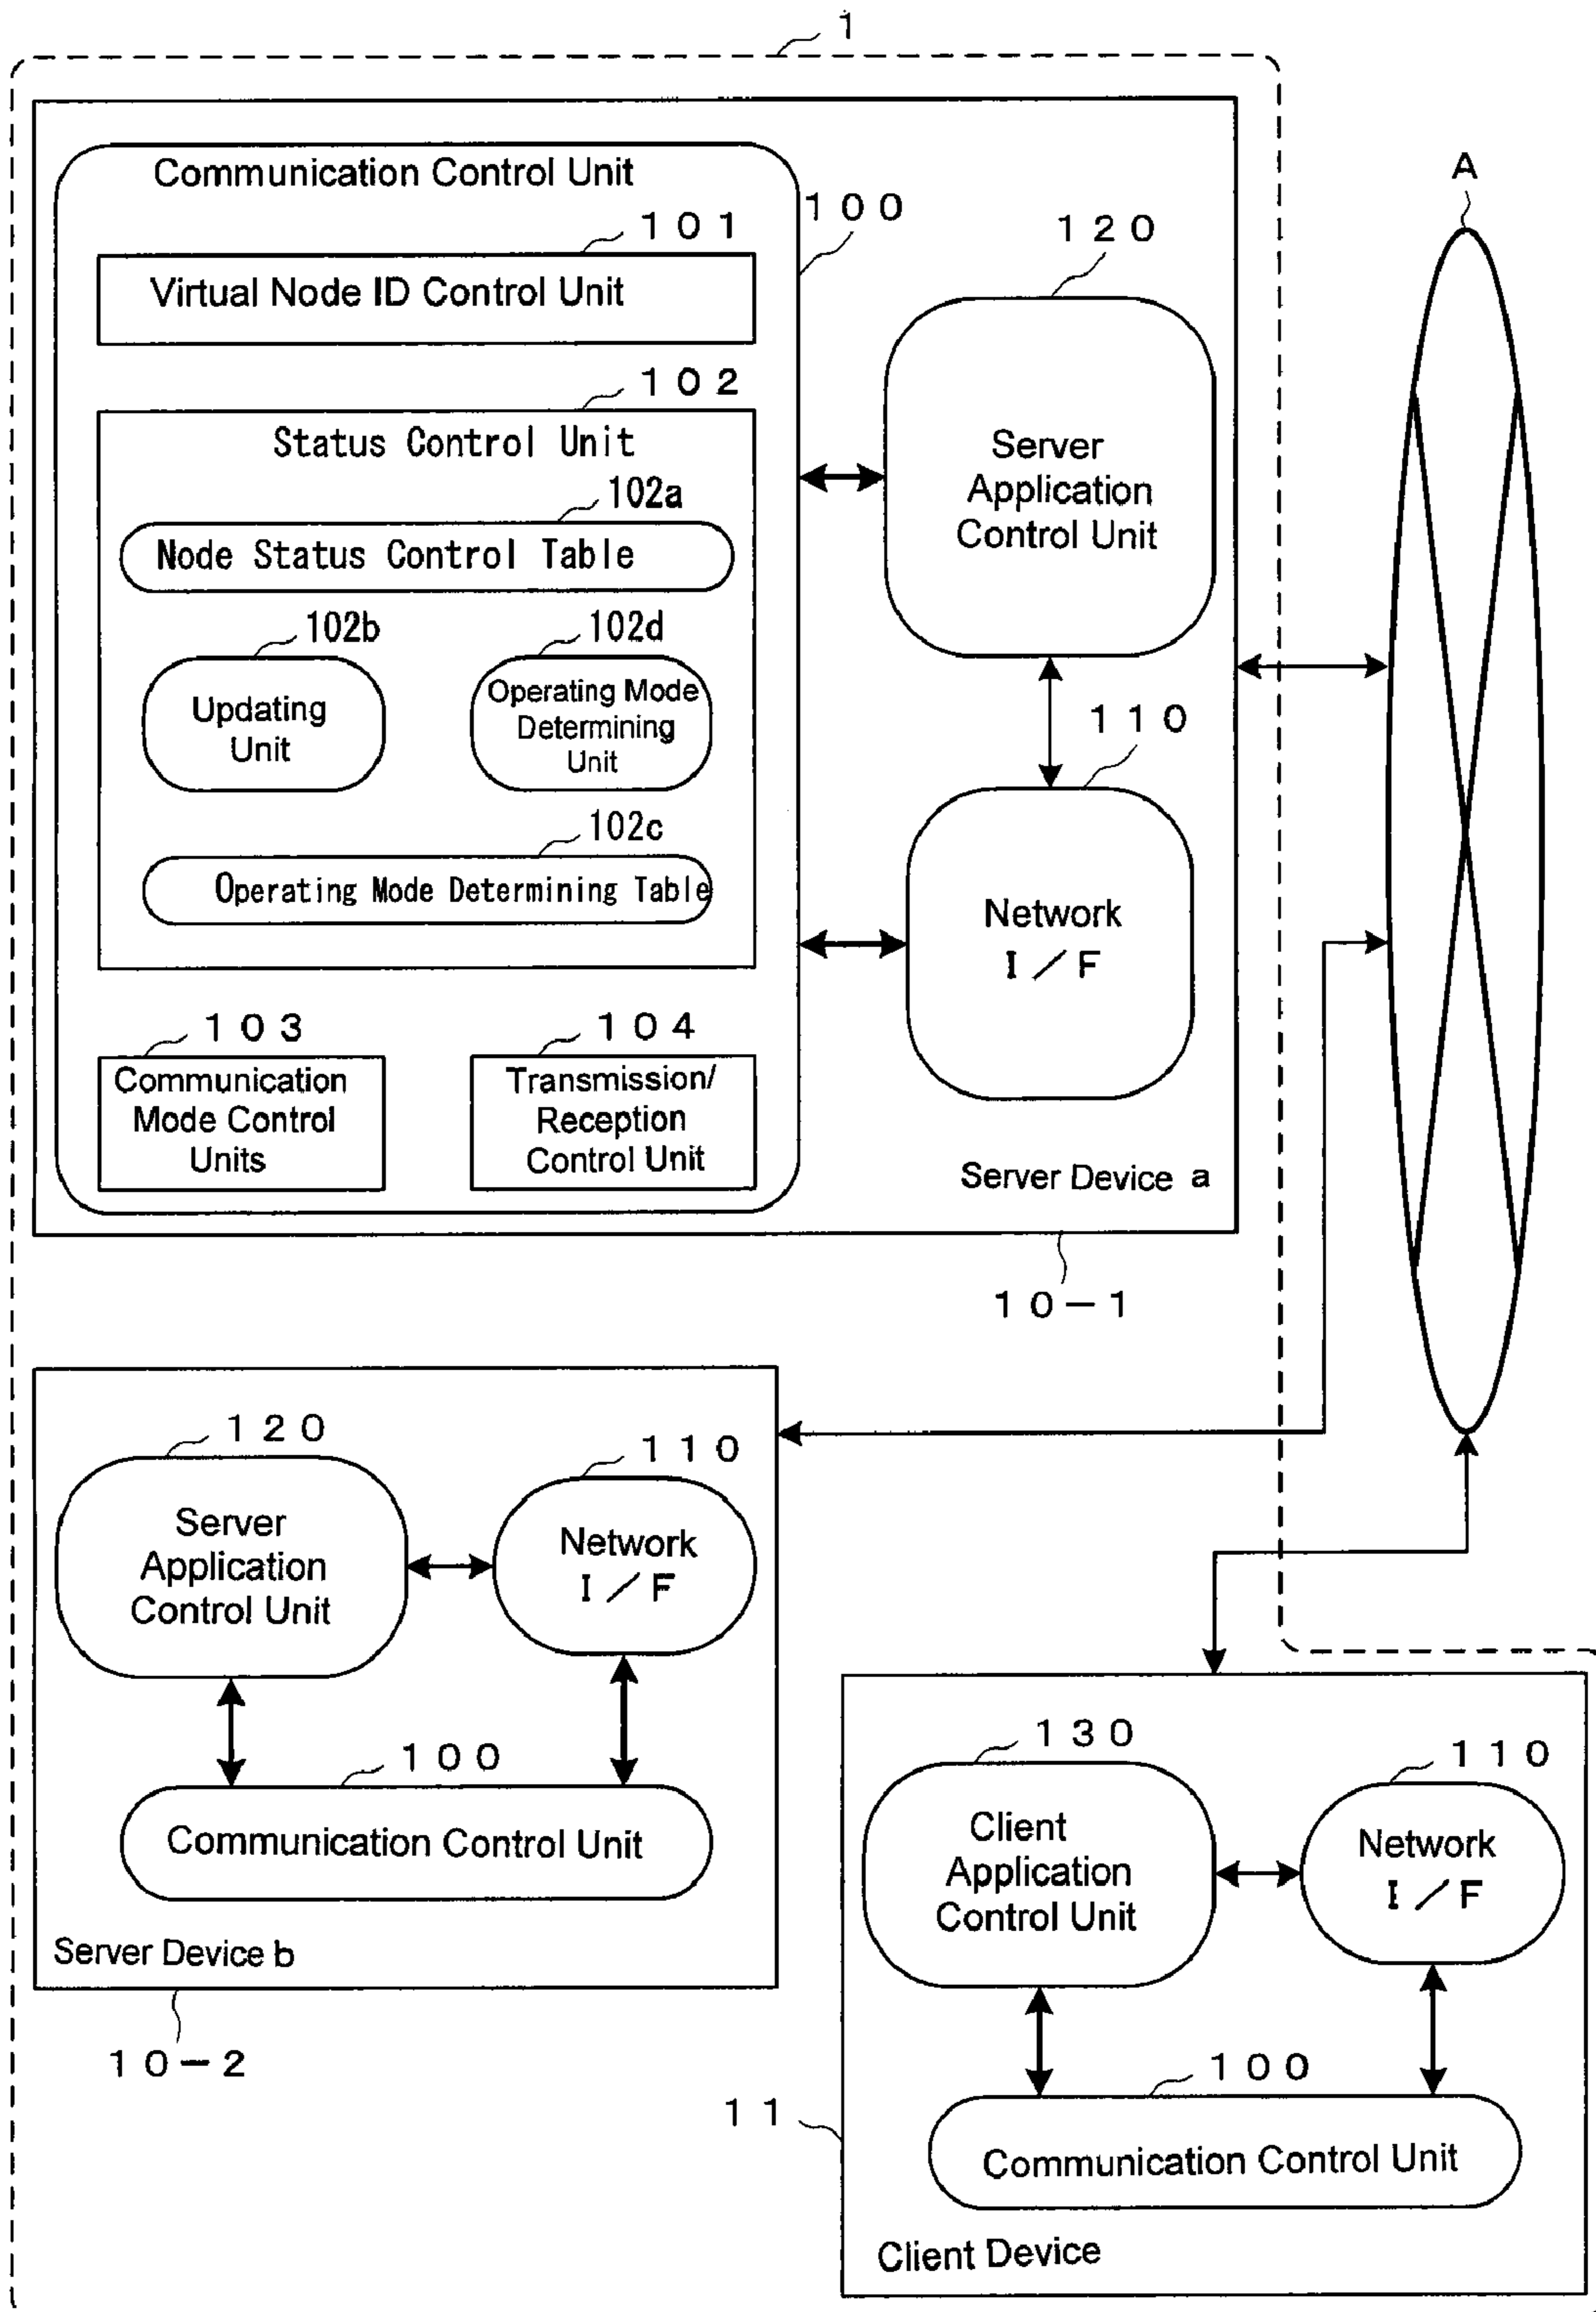 1
Communication Control Unit
100
101
Virtual Node ID Control Unit
102
Status Control Unit
102a
Node Status Control Table
102b
Updating
Unit
102d
Operating Mode
Determining
Unit
102c
Operating Mode Determining Table
103
Communication
Mode Control
Units
104
Transmission/
Reception
Control Unit
120
Server
Application
Control Unit
110
Network
I/F
Server Device a
10-1
A
120
Server
Application
Control Unit
110
Network
I/F
100
Communication Control Unit
Server Device b
10-2
130
Client
Application
Control Unit
110
Network
I/F
100
Communication Control Unit
11
Client Device